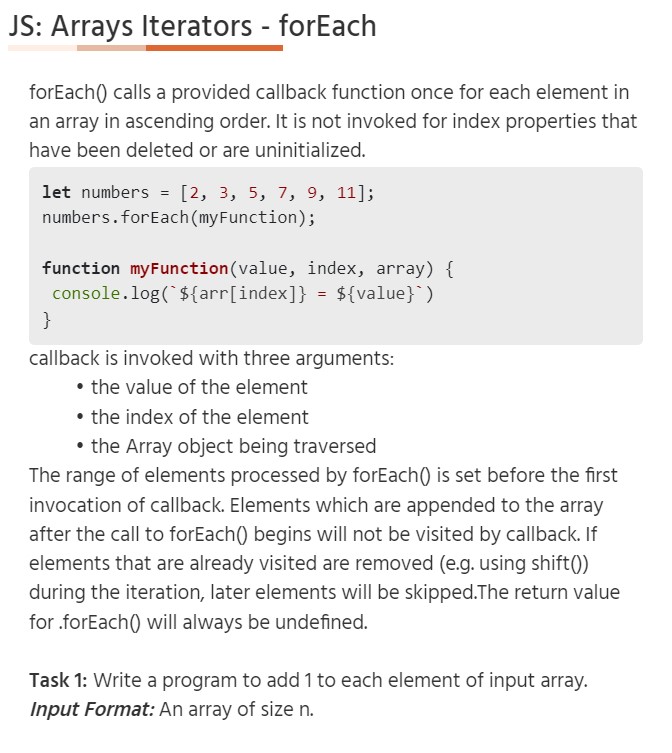 JS: Arrays Iterators - forEach
forEach() calls a provided callback function once for each element in
an array in ascending order. It is not invoked for index properties that
have been deleted or are uninitialized.
let numbers = [2, 3, 5, 7, 9, 11];
numbers.forEach(myFunction);
function myFunction(value, index, array) {
 console.log(`${arr[index]} = ${value}`)
}
callback is invoked with three arguments:
• the value of the element
• the index of the element
• the Array object being traversed
The range of elements processed by forEach() is set before the first
invocation of callback. Elements which are appended to the array
after the call to forEach() begins will not be visited by callback. If
elements that are already visited are removed (e.g. using shift())
during the iteration, later elements will be skipped.The return value
for .forEach() will always be undefined.
Task 1: Write a program to add 1 to each element of input array.
Input Format: An array of size n.